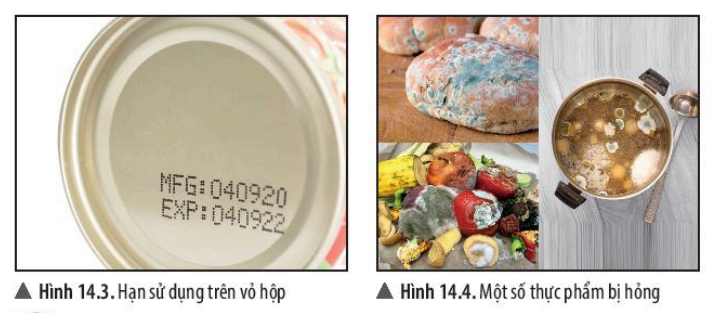 MFG:040920
EXP:040922
▲ Hình 14.3. Hạn sử dụng trên vỏ hộp
▲ Hình 14.4. Một số thực phẩm bị hỏng